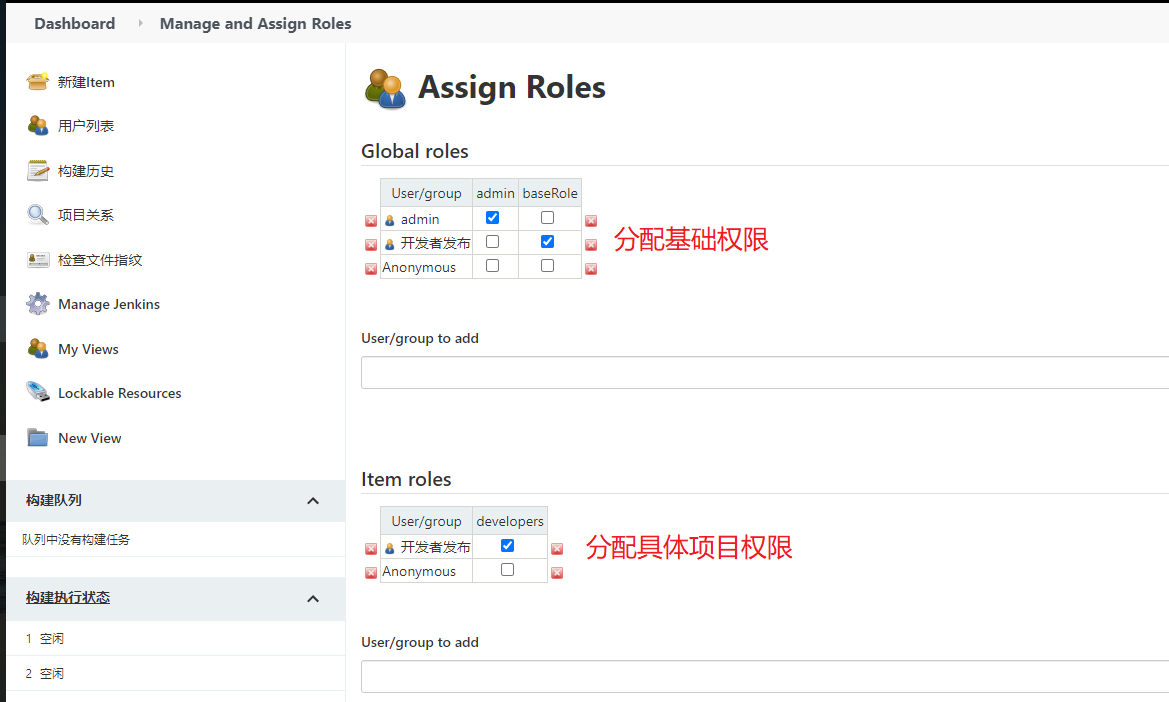 Dashboard Manage and Assign Roles
新建Item
用户列表
构建历史
项目关系
检查文件指纹
Manage Jenkins
My Views
Lockable Resources
New View
构建队列
队列中没有构建任务
构建执行状态
1 空闲
2 空闲
Assign Roles
Global roles
User/group admin baseRole
admin
开发者发布
Anonymous
分配基础权限
User/group to add
Item roles
User/group developers
开发者发布
Anonymous
分配具体项目权限
User/group to add